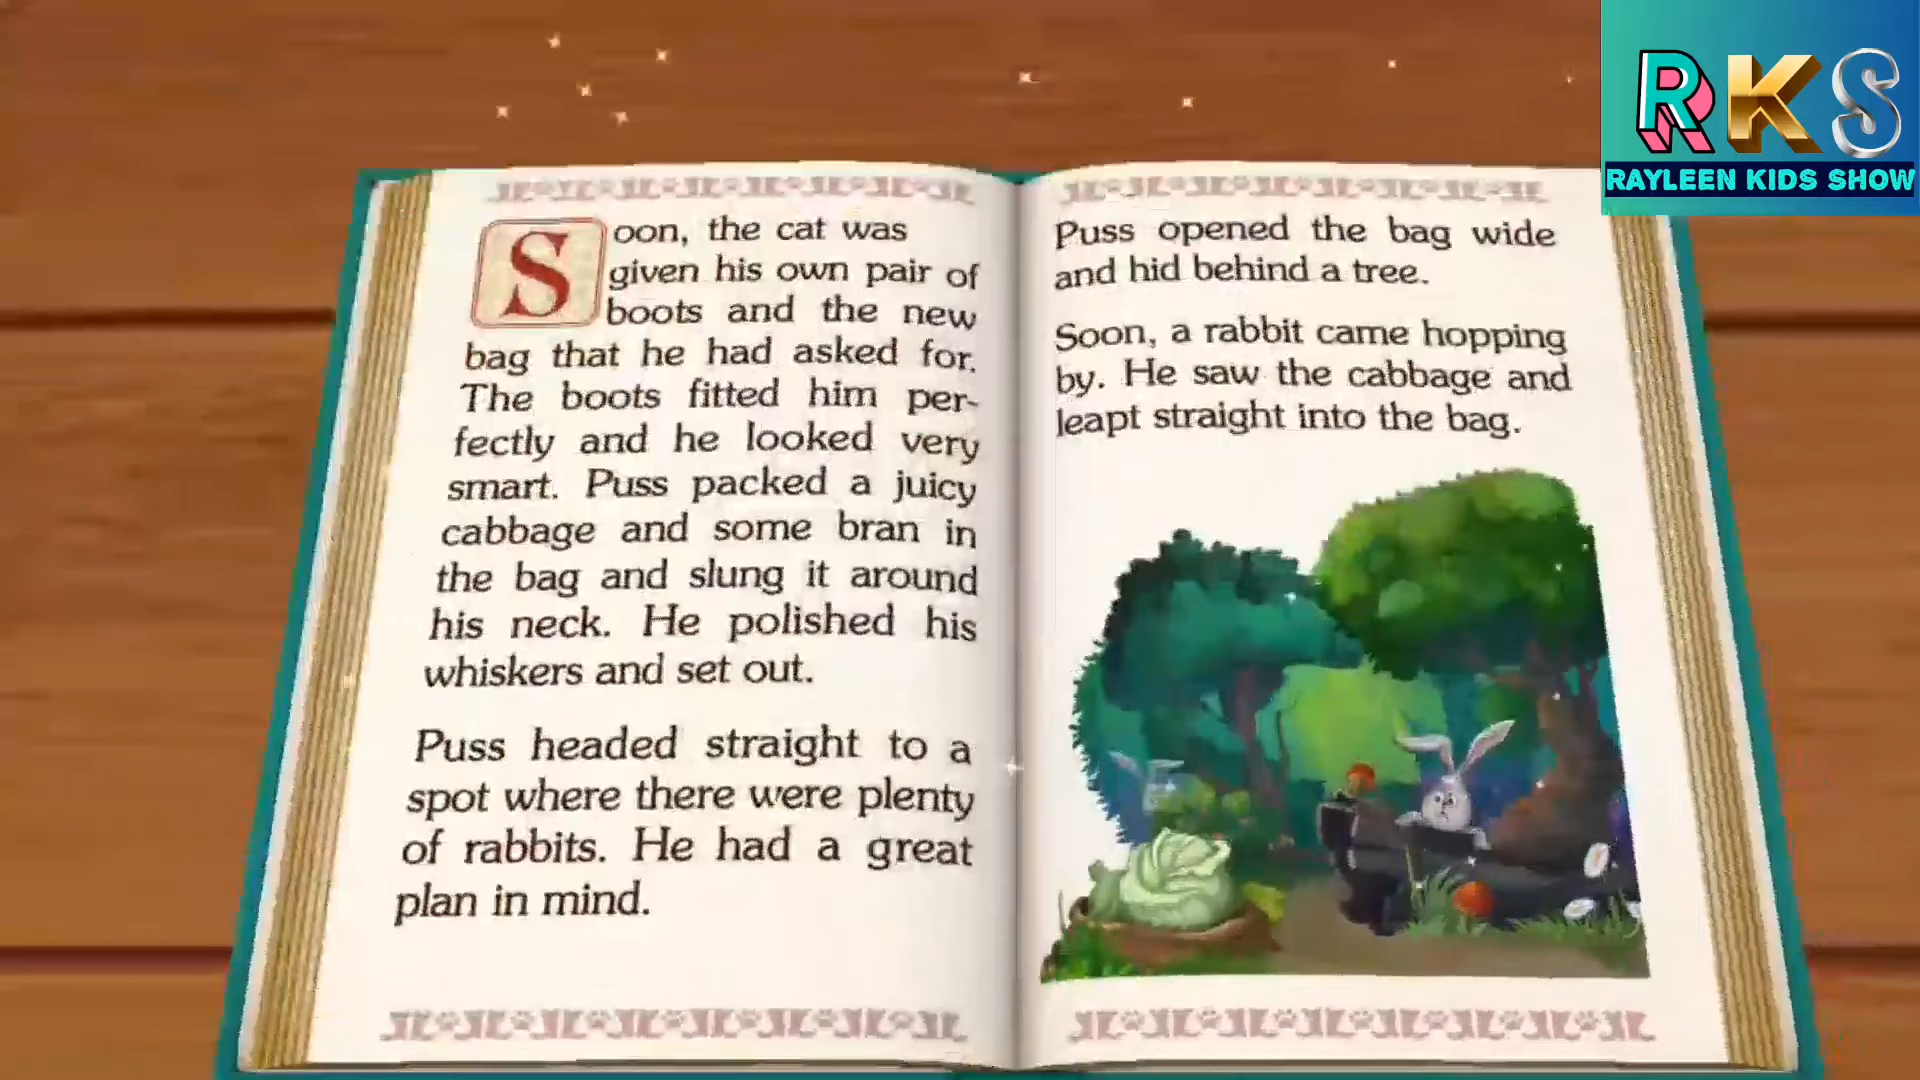 Soon, the cat was
given his own pair of
boots and the new
bag that he had asked for.
The boots fitted him per-
fectly and he looked very
smart. Puss packed a juicy
cabbage and some bran in
the bag and slung it around
his neck. He polished his
whiskers and set out.
Puss headed straight to a
spot where there were plenty
of rabbits. He had a great
plan in mind.
Puss opened the bag wide
and hid behind a tree.
Soon, a rabbit came hopping
by. He saw the cabbage and
leapt straight into the bag.
RKS
RAYLEEN KIDS SHOW